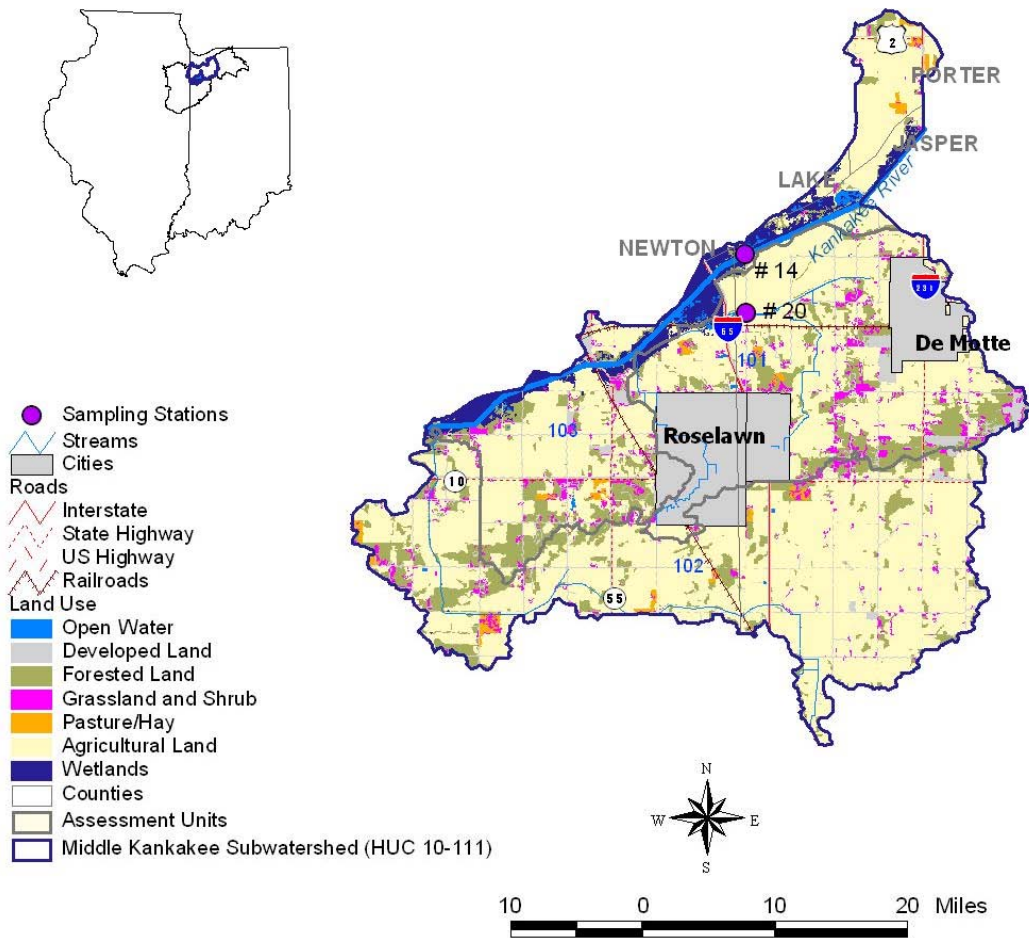 2
PORTER
JASPER
LAKE
Kankakee River
NEWTON
# 14
231
# 20
65
De Motte
101
Roselawn
103
10
102
55
Sampling Stations
Streams
Cities
Roads
Interstate
State Highway
US Highway
Railroads
Land Use
Open Water
Developed Land
Forested Land
Grassland and Shrub
Pasture/Hay
Agricultural Land
Wetlands
Counties
Assessment Units
Middle Kankakee Subwatershed (HUC 10-111)
N
W E
S
10 0 10 20 Miles